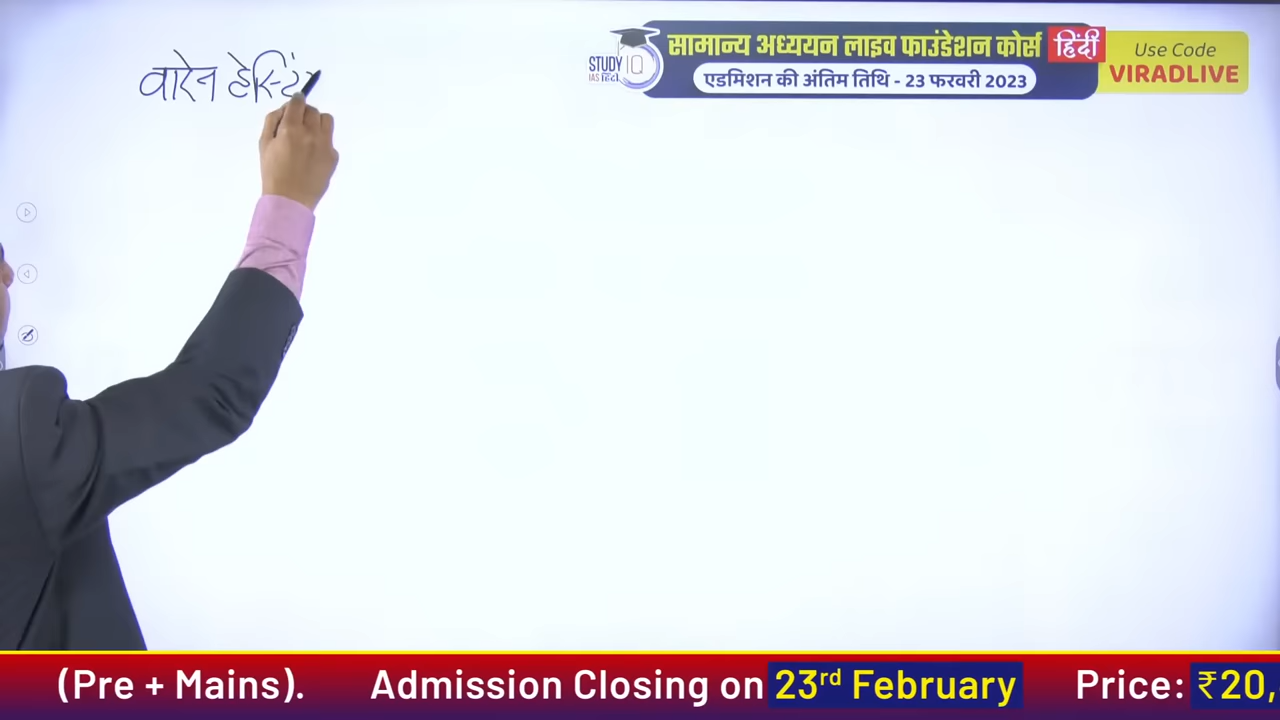 वारेन हेस्टिं
STUDY IQ
IAS हिंदी
सामान्य अध्ययन लाइव फाउंडेशन कोर्स हिंदी
एडमिशन की अंतिम तिथि - 23 फरवरी 2023
Use Code
VIRADLIVE
(Pre + Mains). Admission Closing on 23rd February Price: ₹20,